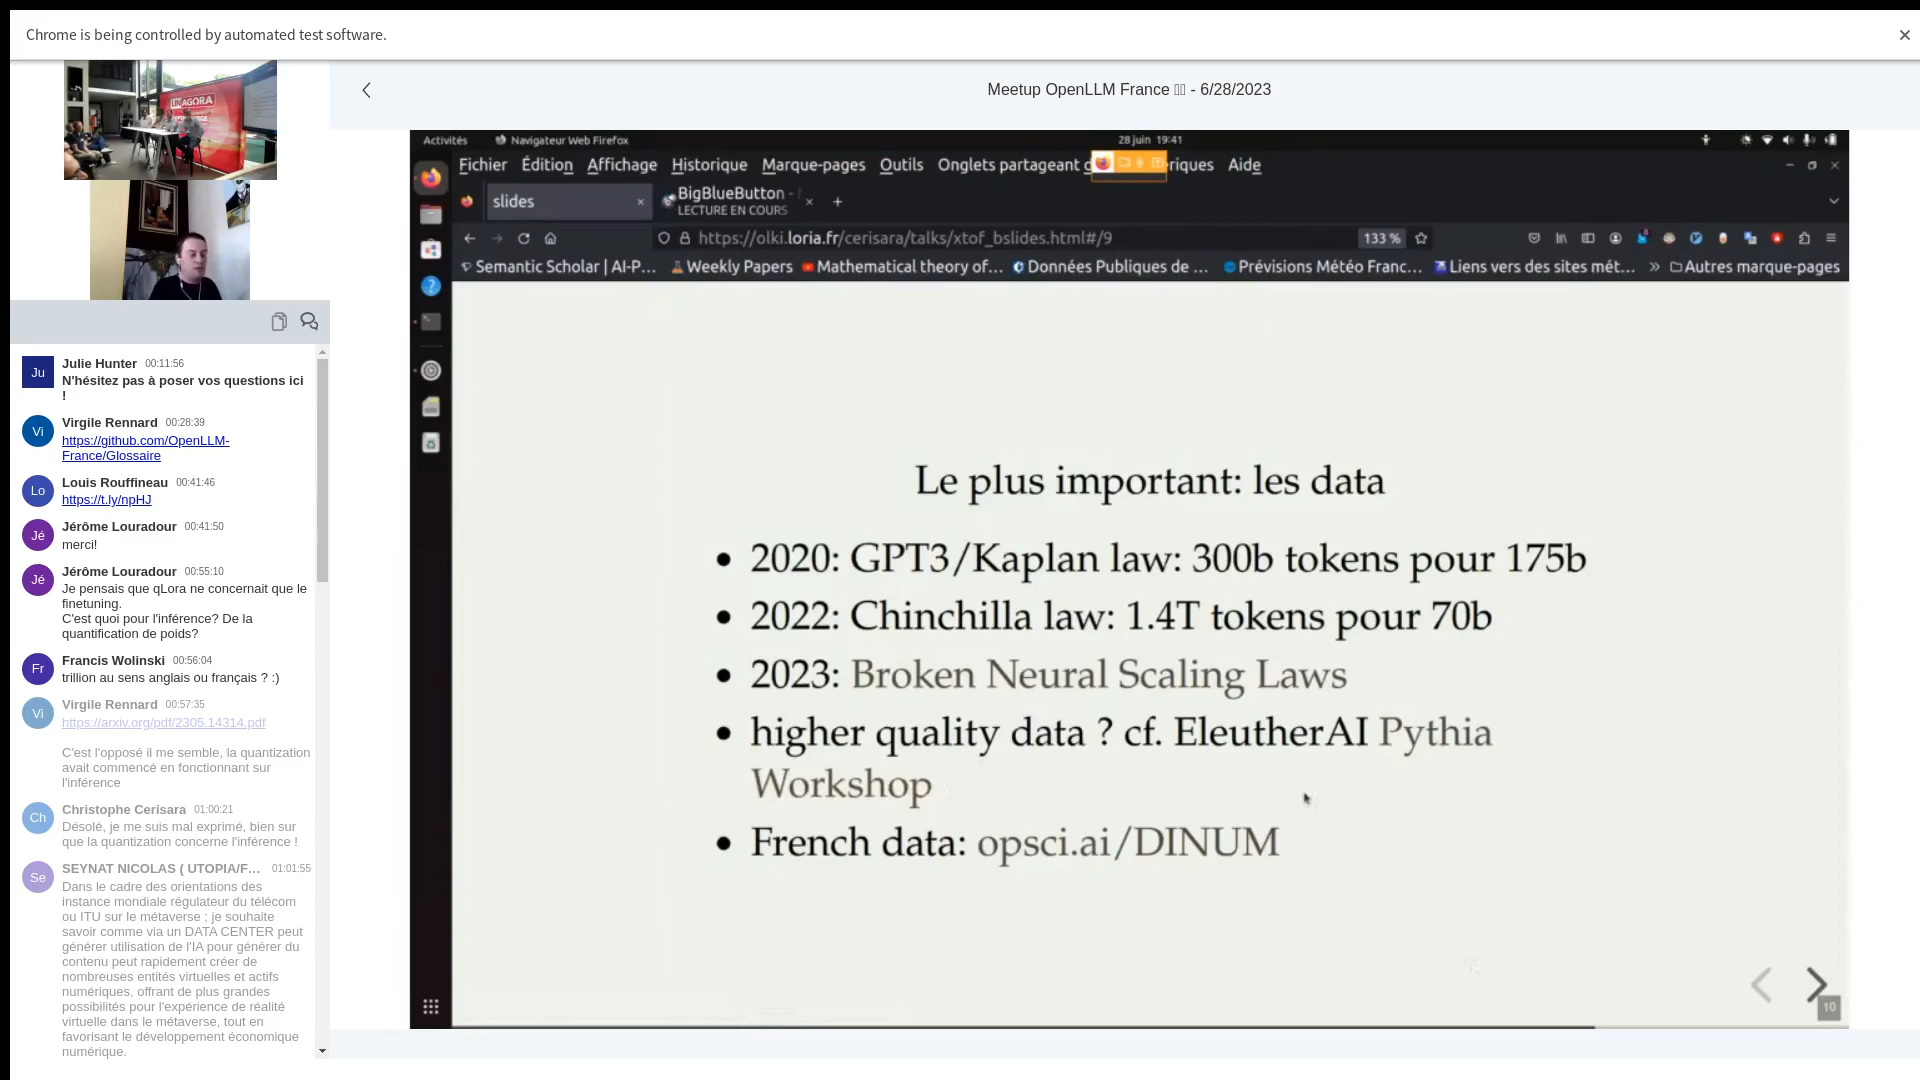 Chrome is being controlled by automated test software.
LINAGORA
Meetup OpenLLM France - 6/28/2023
Julie Hunter 00:11:56
N'hésitez pas à poser vos questions ici
!
Virgile Rennard 00:28:39
https://github.com/OpenLLM-
France/Glossaire
Louis Rouffineau 00:41:46
https://t.ly/npHJ
Jérôme Louradour 00:41:50
merci!
Jérôme Louradour 00:55:10
Je pensais que qLora ne concernait que le
finetuning.
C'est quoi pour l'inférence? De la
quantification de poids?
Francis Wolinski 00:56:04
trillion au sens anglais ou français ? :)
Virgile Rennard 00:57:35
https://arxiv.org/pdf/2305.14314.pdf
C'est l'opposé il me semble, la quantization
avait commencé en fonctionnant sur
l'inférence
Christophe Cerisara 01:00:21
Désolé, je me suis mal exprimé, bien sur
que la quantization concerne l'inférence !
SEYNAT NICOLAS ( UTOPIA/F... 01:01:55
Dans le cadre des orientations des
instance mondiale régulateur du télécom
ou ITU sur le métaverse ; je souhaite
savoir comme via un DATA CENTER peut
générer utilisation de l'IA pour générer du
contenu peut rapidement créer de
nombreuses entités virtuelles et actifs
numériques, offrant de plus grandes
possibilités pour l'expérience de réalité
virtuelle dans le métaverse, tout en
favorisant le développement économique
numérique.
Ju
Vi
Lo
Jé
Jé
Fr
Vi
Ch
Se
Activités Navigateur Web Firefox 28 juin 19:41
Fichier Édition Affichage Historique Marque-pages Outils Onglets partageant riques Aide
slides
BigBlueButton -
LECTURE EN COURS
https://olki.loria.fr/cerisara/talks/xtof_bslides.html#/9 133 %
Semantic Scholar | AI-P... Weekly Papers Mathematical theory of... Données Publiques de ... Prévisions Météo Franc... Liens vers des sites mét... » Autres marque-pages
Le plus important: les data
• 2020: GPT3/Kaplan law: 300b tokens pour 175b
• 2022: Chinchilla law: 1.4T tokens pour 70b
• 2023: Broken Neural Scaling Laws
• higher quality data ? cf. EleutherAI Pythia
Workshop
• French data: opsci.ai/DINUM
10